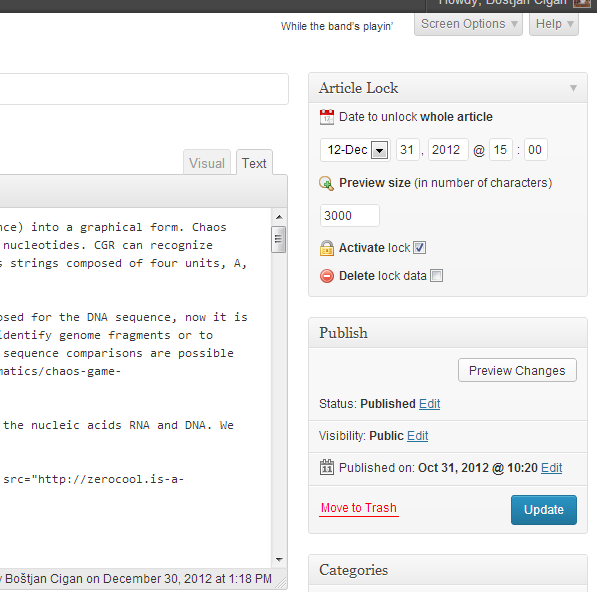 Howdy, Boštjan Cigan
While the band's playin'
Screen Options
Help
Visual
Text
nce) into a graphical form. Chaos
nucleotides. CGR can recognize
s strings composed of four units, A,
osed for the DNA sequence, now it is
identify genome fragments or to
sequence comparisons are possible
matics/chaos-game-
the nucleic acids RNA and DNA. We
src="http://zerocool.is-a-
y Boštjan Cigan on December 30, 2012 at 1:18 PM
Article Lock
Date to unlock whole article
12-Dec 31 , 2012 @ 15 : 00
Preview size (in number of characters)
3000
Activate lock
Delete lock data
Publish
Preview Changes
Status: Published Edit
Visibility: Public Edit
11 Published on: Oct 31, 2012 @ 10:20 Edit
Move to Trash
Update
Categories